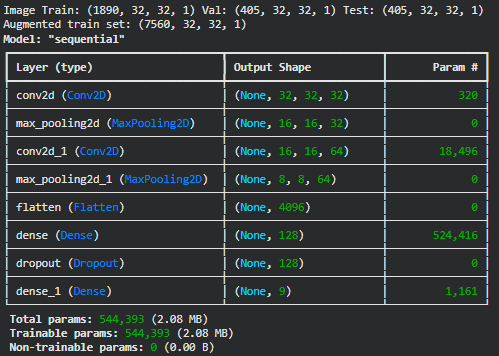 Image Train: (1890, 32, 32, 1) Val: (405, 32, 32, 1) Test: (405, 32, 32, 1)
Augmented train set: (7560, 32, 32, 1)
Model: "sequential"
Layer (type) Output Shape Param #
conv2d (Conv2D) (None, 32, 32, 32) 320
max_pooling2d (MaxPooling2D) (None, 16, 16, 32) 0
conv2d_1 (Conv2D) (None, 16, 16, 64) 18,496
max_pooling2d_1 (MaxPooling2D) (None, 8, 8, 64) 0
flatten (Flatten) (None, 4096) 0
dense (Dense) (None, 128) 524,416
dropout (Dropout) (None, 128) 0
dense_1 (Dense) (None, 9) 1,161
Total params: 544,393 (2.08 MB)
Trainable params: 544,393 (2.08 MB)
Non-trainable params: 0 (0.00 B)